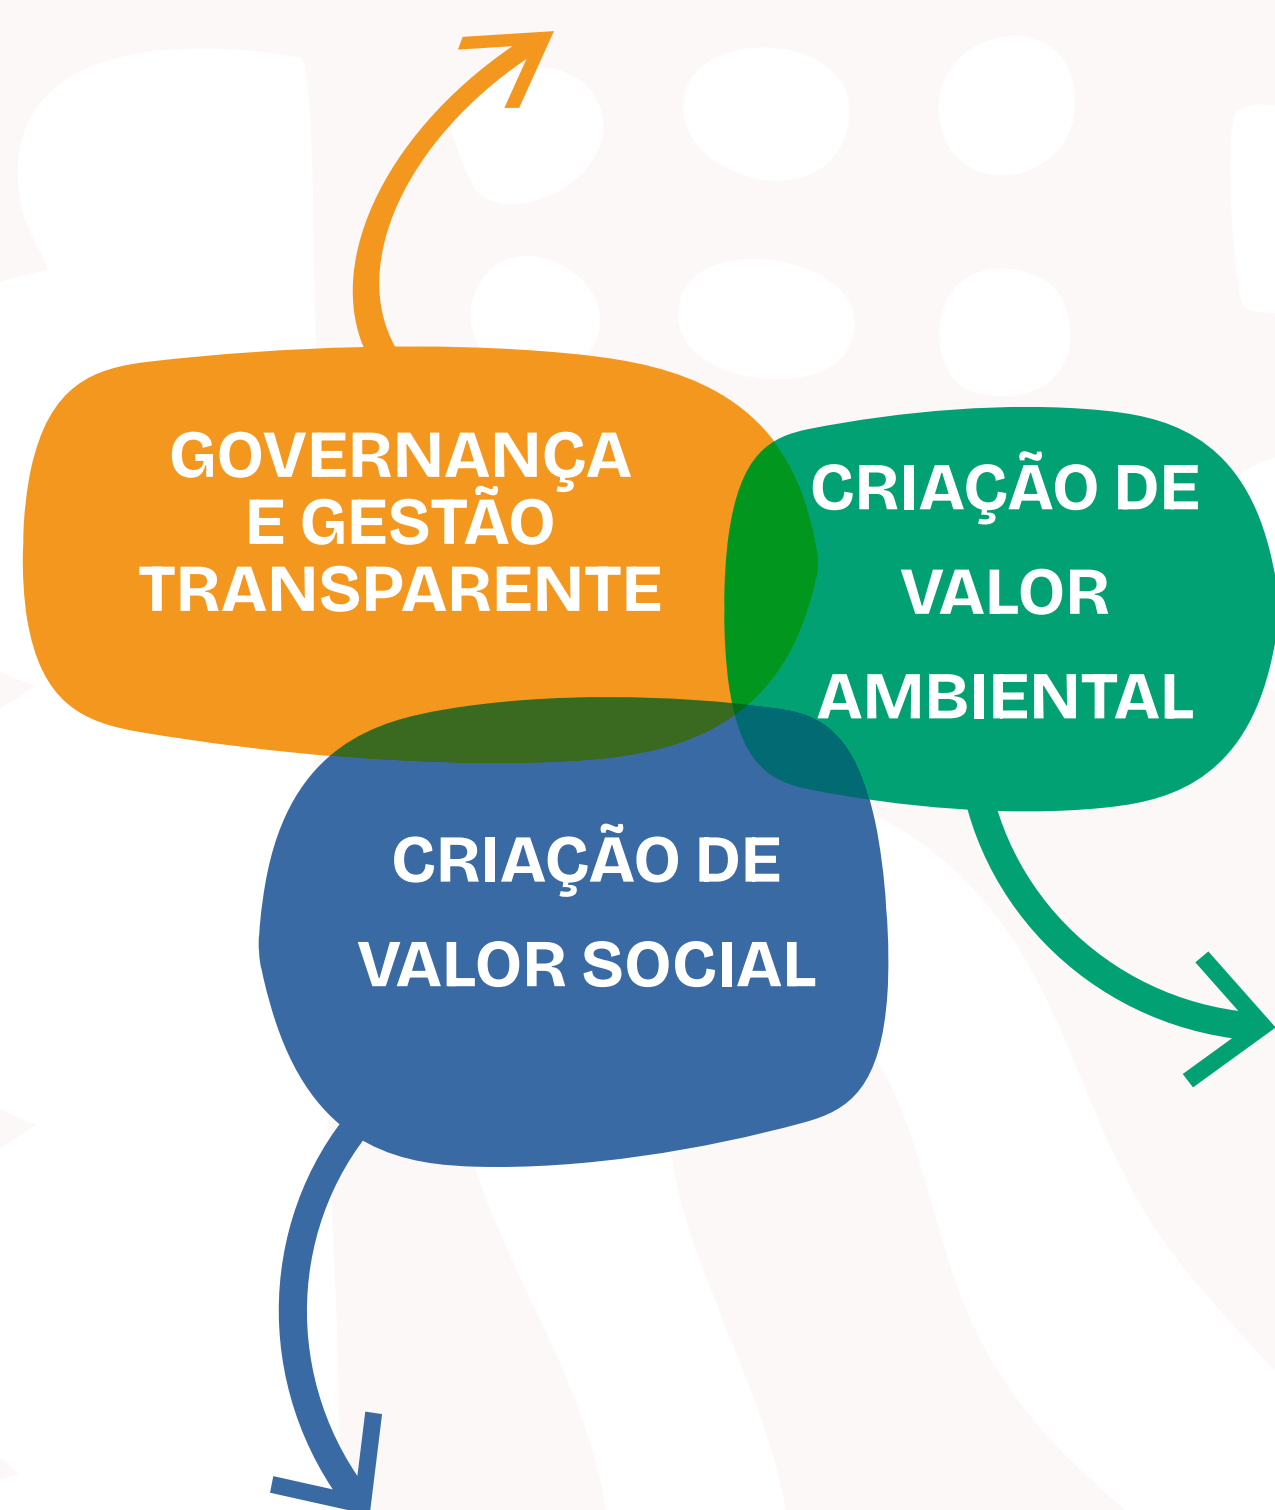 GOVERNANÇA
E GESTÃO
TRANSPARENTE
CRIAÇÃO DE
VALOR
AMBIENTAL
CRIAÇÃO DE
VALOR SOCIAL